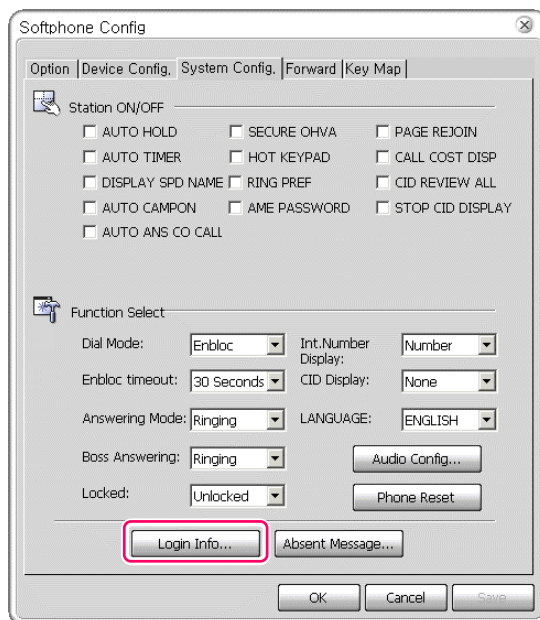 Softphone Config
Option Device Config. System Config. Forward Key Map
Station ON/OFF
AUTO HOLD SECURE OHVA PAGE REJOIN
AUTO TIMER HOT KEYPAD CALL COST DISP
DISPLAY SPD NAME RING PREF CID REVIEW ALL
AUTO CAMPON AME PASSWORD STOP CID DISPLAY
AUTO ANS CO CALL
Function Select
Dial Mode: Enbloc Int.Number Display: Number
Enbloc timeout: 30 Seconds CID Display: None
Answering Mode: Ringing LANGUAGE: ENGLISH
Boss Answering: Ringing Audio Config...
Locked: Unlocked Phone Reset
Login Info... Absent Message...
OK Cancel Save